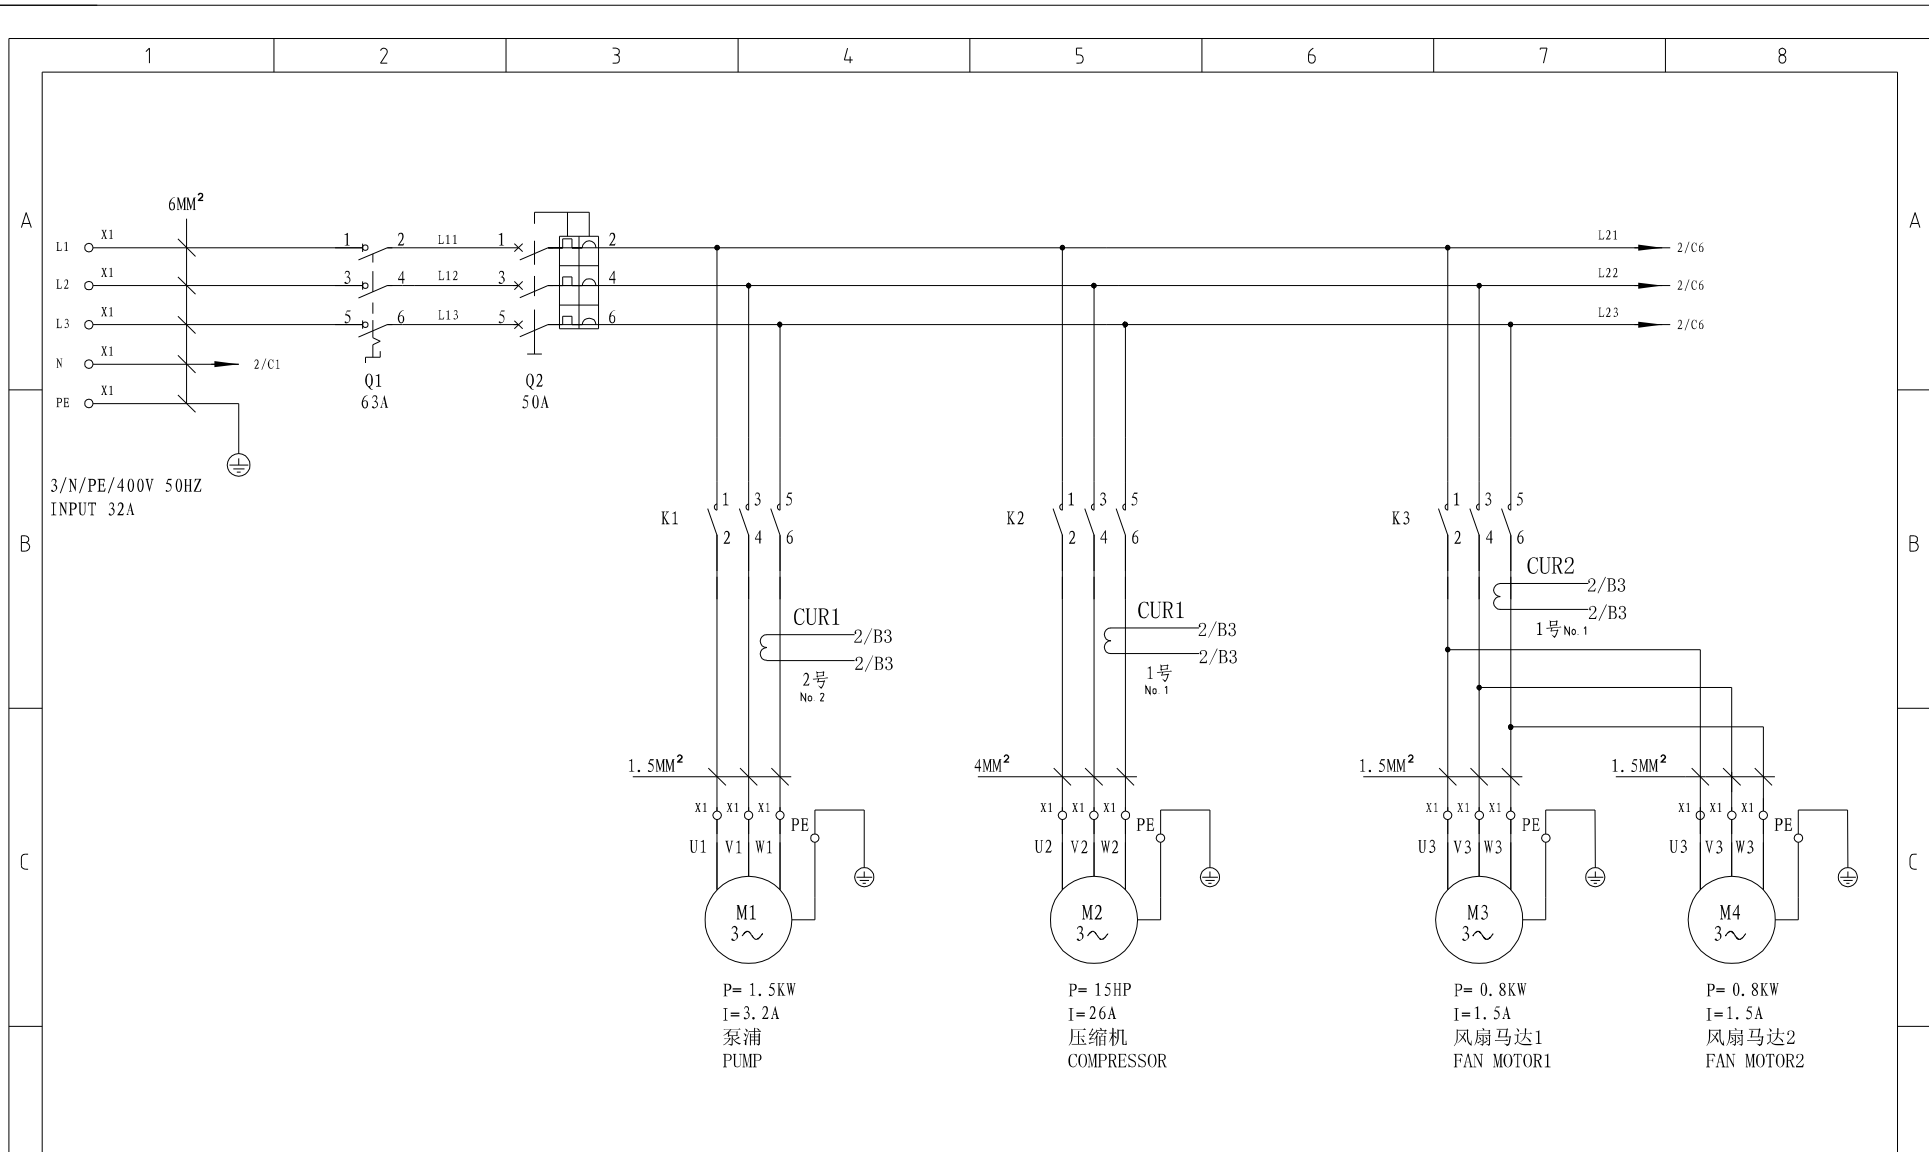 1 2 3 4 5 6 7 8
6MM²
A A
L1 X1 1 2 L11 1 2 L21 2/C6
L2 X1 3 4 L12 3 4 L22 2/C6
L3 X1 5 6 L13 5 6 L23 2/C6
N X1 2/C1
PE X1
Q1
63A
Q2
50A
3/N/PE/400V 50HZ
INPUT 32A
B B
K1 1 3 5
2 4 6
K2 1 3 5
2 4 6
K3 1 3 5
2 4 6
CUR1
2/B3
2/B3
2号
No. 2
CUR1
2/B3
2/B3
1号
No. 1
CUR2
2/B3
2/B3
1号No. 1
1.5MM²
4MM²
1.5MM²
1.5MM²
X1 X1 X1 PE
U1 V1 W1
X1 X1 X1 PE
U2 V2 W2
X1 X1 X1 PE
U3 V3 W3
X1 X1 X1 PE
U3 V3 W3
C C
M1
3~
M2
3~
M3
3~
M4
3~
P= 1.5KW
I=3.2A
泵浦
PUMP
P= 15HP
I=26A
压缩机
COMPRESSOR
P= 0.8KW
I=1.5A
风扇马达1
FAN MOTOR1
P= 0.8KW
I=1.5A
风扇马达2
FAN MOTOR2